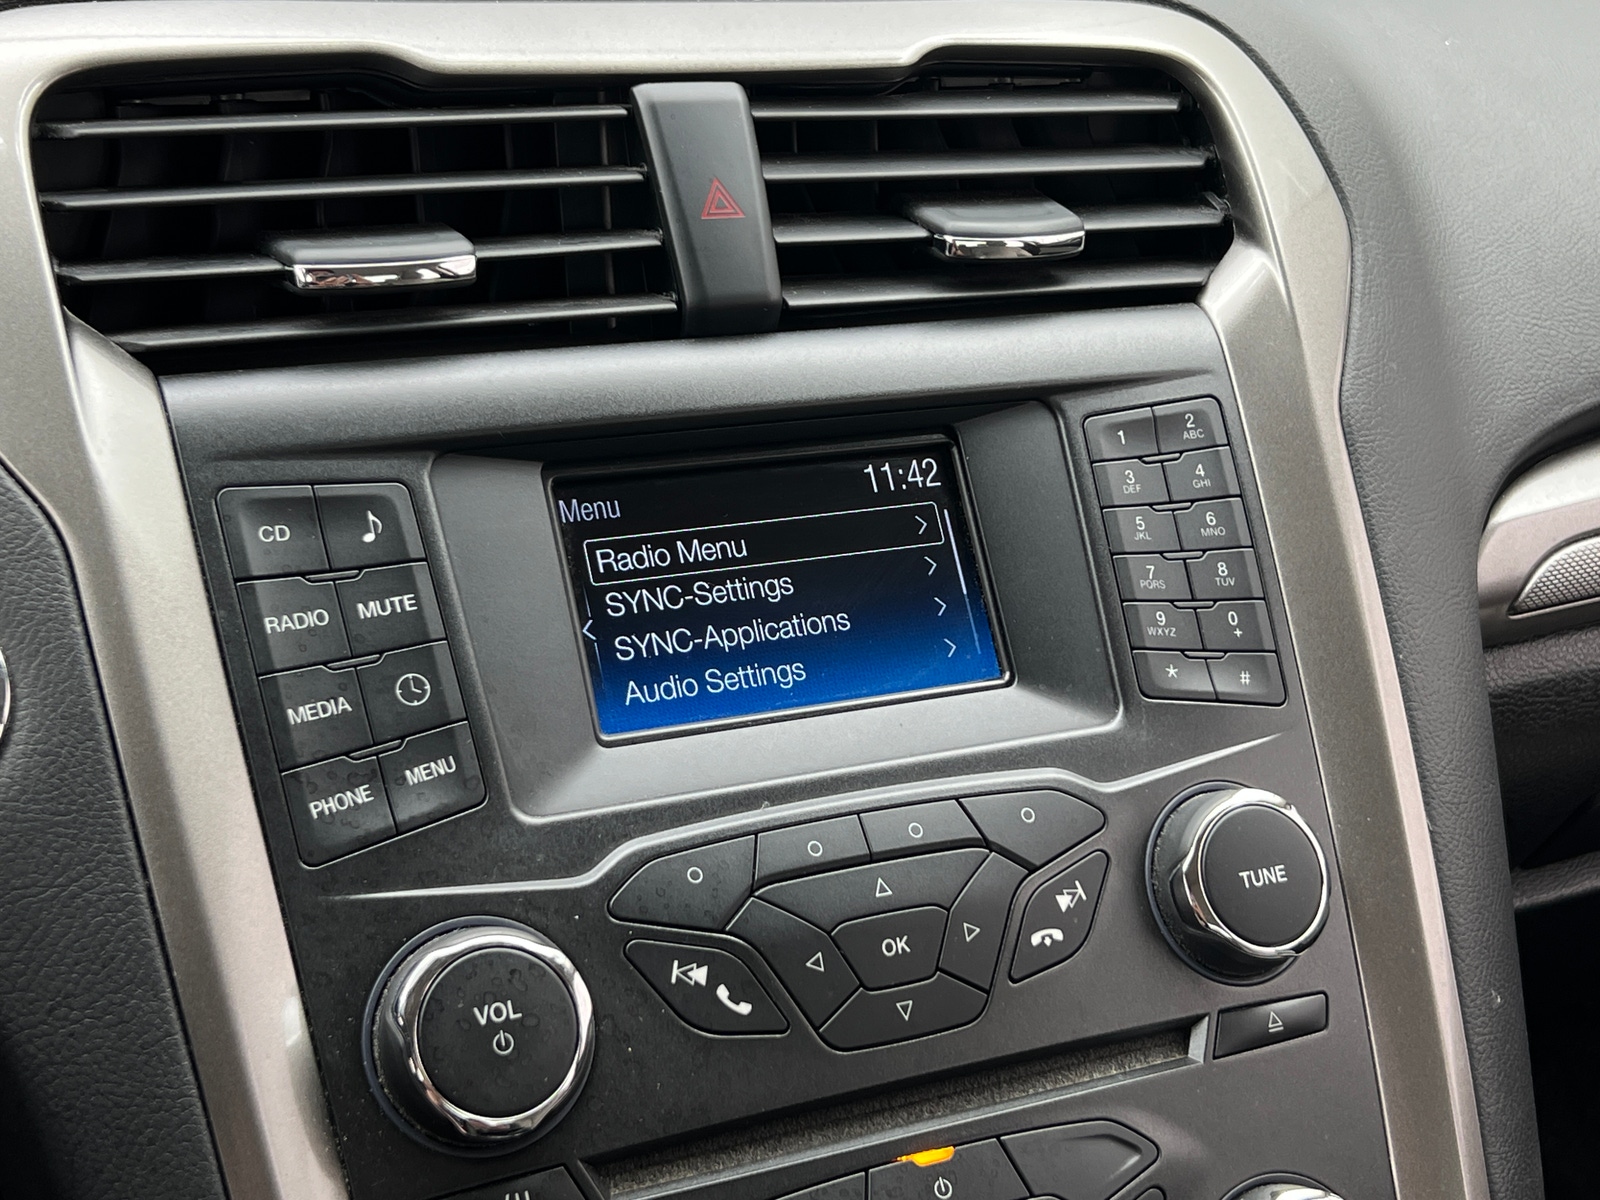 11:42
Menu
Radio Menu
SYNC-Settings
SYNC-Applications
Audio Settings
CD
RADIO MUTE
MEDIA
PHONE MENU
1 2 ABC
3 DEF 4 GHI
5 JKL 6 MNO
7 PQRS 8 TUV
9 WXYZ 0 +
* #
VOL
OK
TUNE